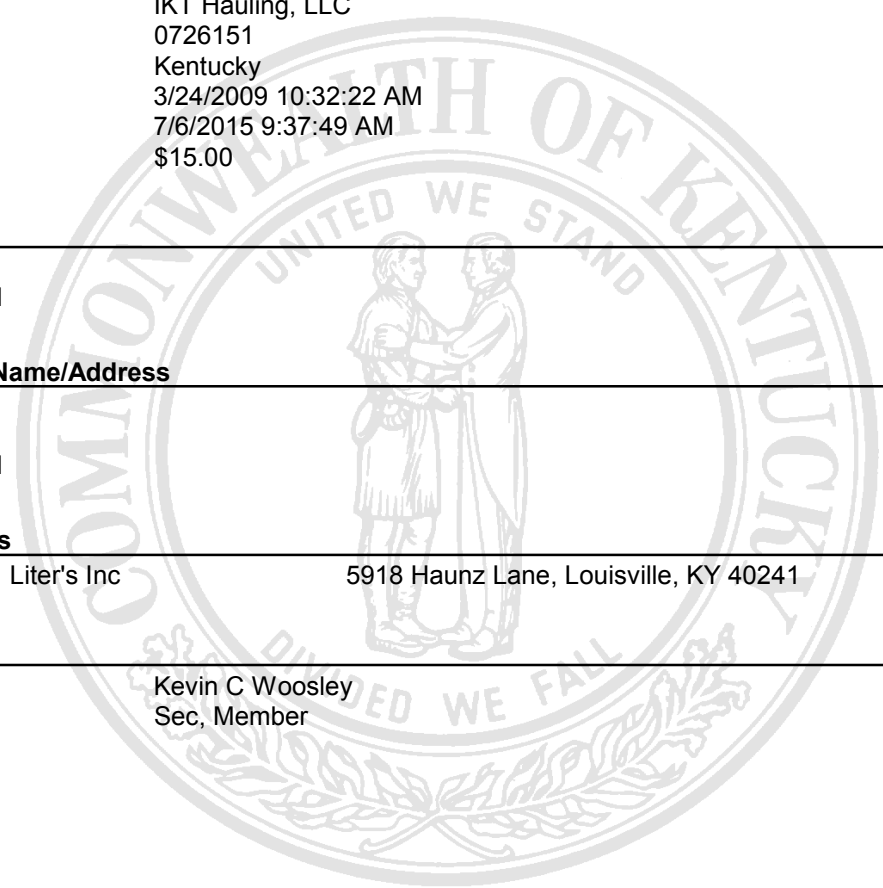 IKT Hauling, LLC
0726151
Kentucky
3/24/2009 10:32:22 AM
7/6/2015 9:37:49 AM
$15.00
Name/Address
s
Liter's Inc 5918 Haunz Lane, Louisville, KY 40241
Kevin C Woosley
Sec, Member
COMMONWEALTH OF KENTUCKY
UNITED WE STAND
DIVIDED WE FALL